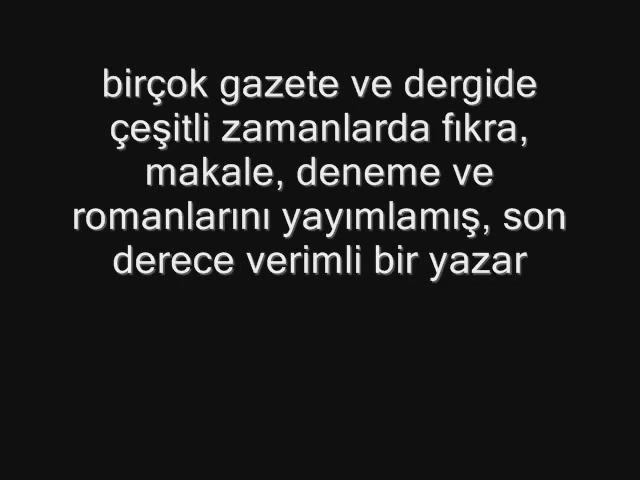 birçok gazete ve dergide
çeşitli zamanlarda fıkra,
makale, deneme ve
romanlarını yayımlamış, son
derece verimli bir yazar